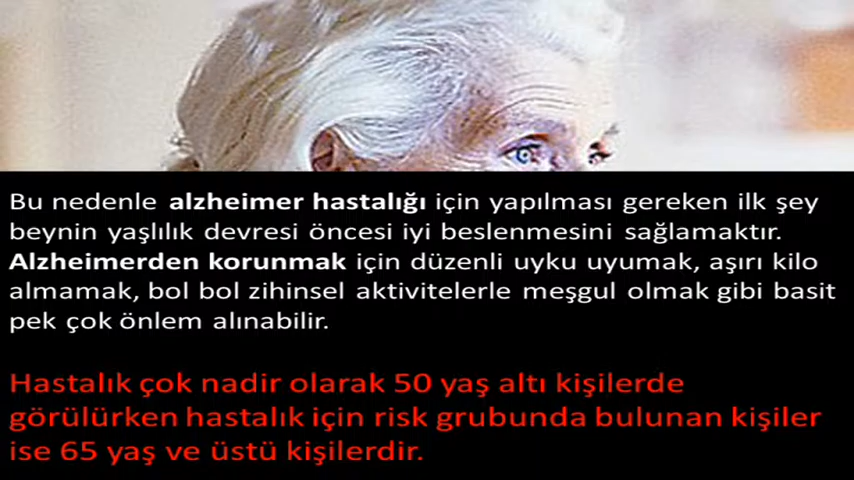 Bu nedenle alzheimer hastalığı için yapılması gereken ilk şey
beynin yaşlılık devresi öncesi iyi beslenmesini sağlamaktır.
Alzheimerden korunmak için düzenli uyku uyumak, aşırı kilo
almamak, bol bol zihinsel aktivitelerle meşgul olmak gibi basit
pek çok önlem alınabilir.
Hastalık çok nadir olarak 50 yaş altı kişilerde
görülürken hastalık için risk grubunda bulunan kişiler
ise 65 yaş ve üstü kişilerdir.